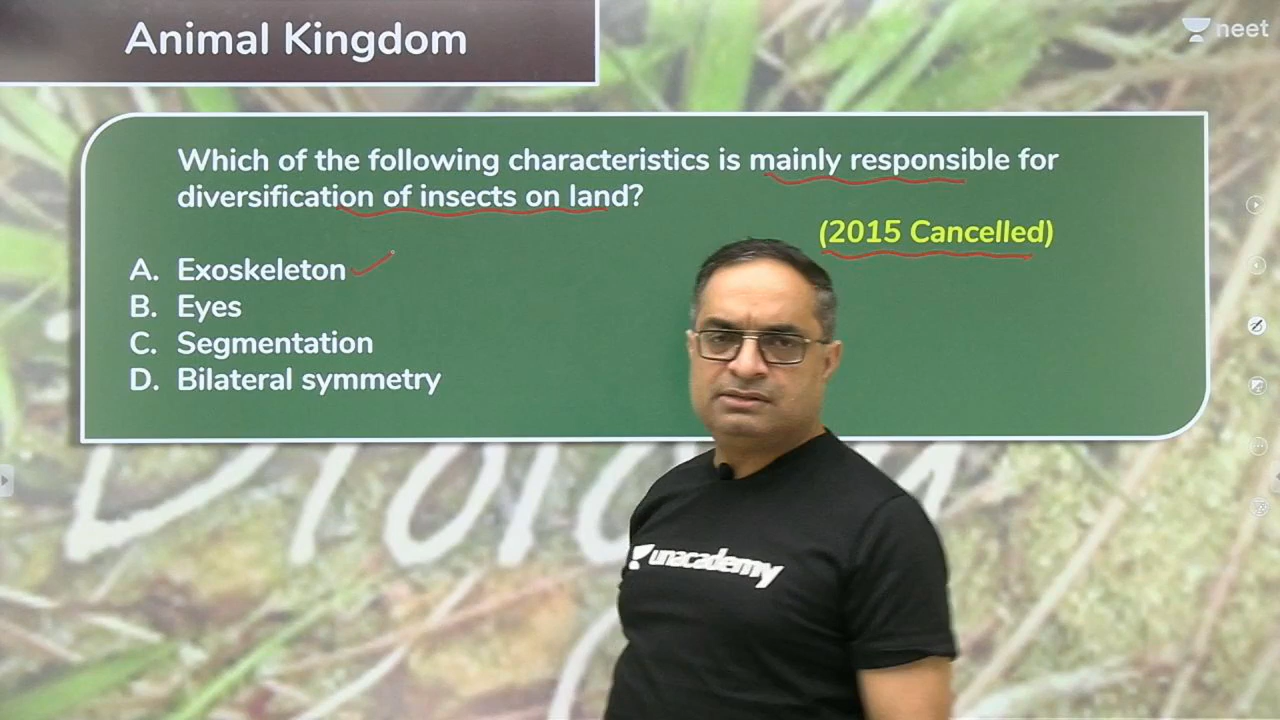 Animal Kingdom
neet
Which of the following characteristics is mainly responsible for
diversification of insects on land?
(2015 Cancelled)
A. Exoskeleton
B. Eyes
C. Segmentation
D. Bilateral symmetry
unacademy